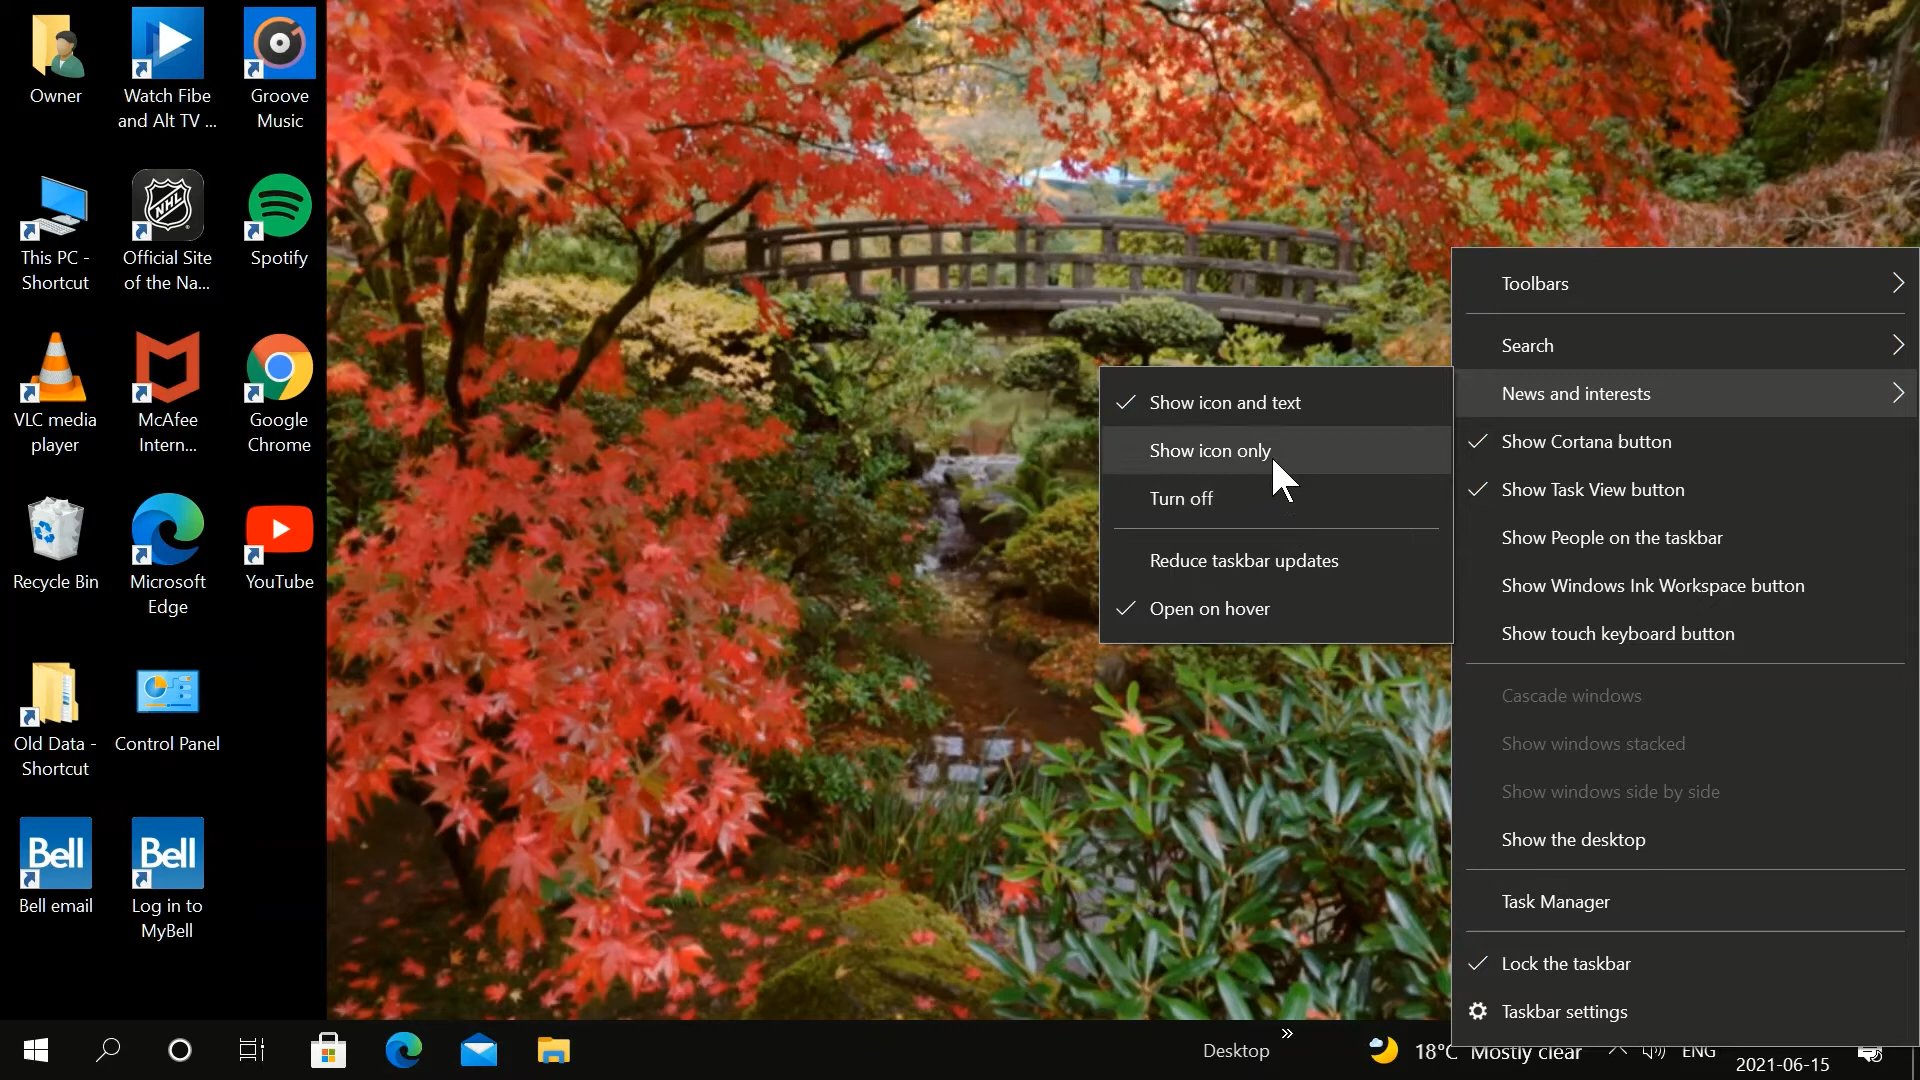 Owner
Watch Fibe
and Alt TV ...
Groove
Music
This PC -
Shortcut
NHL
Official Site
of the Na...
Spotify
VLC media
player
McAfee
Intern...
Google
Chrome
Recycle Bin
Microsoft
Edge
YouTube
Old Data -
Shortcut
Control Panel
Bell
Bell email
Bell
Log in to
MyBell
Show icon and text
Show icon only
Turn off
Reduce taskbar updates
Open on hover
Toolbars
Search
News and interests
Show Cortana button
Show Task View button
Show People on the taskbar
Show Windows Ink Workspace button
Show touch keyboard button
Cascade windows
Show windows stacked
Show windows side by side
Show the desktop
Task Manager
Lock the taskbar
Taskbar settings
Desktop
18°C Mostly clear
ENG
2021-06-15